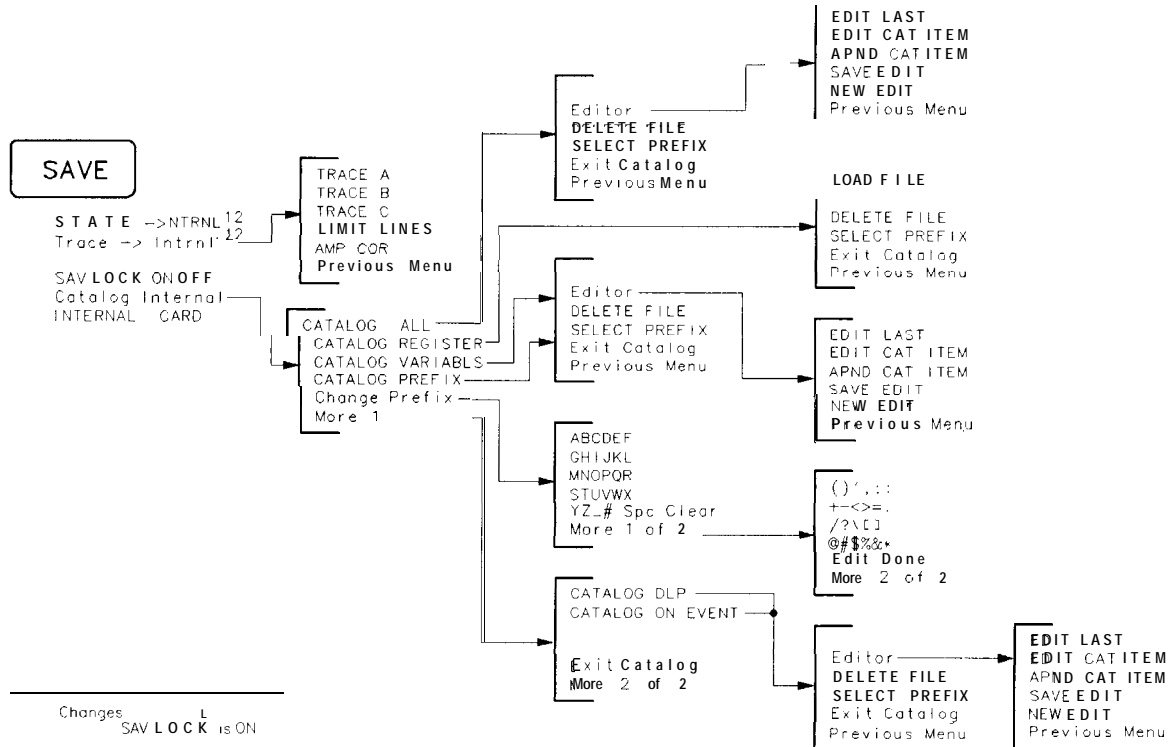 SAVE
STATE ->NTRNL 12
Trace -> Intrnl 12
SAV LOCK ON OFF
Catalog Internal
INTERNAL CARD
TRACE A
TRACE B
TRACE C
LIMIT LINES
AMP COR
Previous Menu
CATALOG ALL
CATALOG REGISTER
CATALOG VARIABLS
CATALOG PREFIX
Change Prefix
More 1
Editor
DELETE FILE
SELECT PREFIX
Exit Catalog
Previous Menu
EDIT LAST
EDIT CAT ITEM
APND CAT ITEM
SAVE EDIT
NEW EDIT
Previous Menu
LOAD FILE
DELETE FILE
SELECT PREFIX
Exit Catalog
Previous Menu
Editor
DELETE FILE
SELECT PREFIX
Exit Catalog
Previous Menu
EDIT LAST
EDIT CAT ITEM
APND CAT ITEM
SAVE EDIT
NEW EDIT
Previous Menu
ABCDEF
GHIJKL
MNOPQR
STUVWX
YZ_# Spc Clear
More 1 of 2
()',:;
+-<>=.
/?\[]
@#$%&*
Edit Done
More 2 of 2
CATALOG DLP
CATALOG ON EVENT
Exit Catalog
More 2 of 2
Editor
DELETE FILE
SELECT PREFIX
Exit Catalog
Previous Menu
EDIT LAST
EDIT CAT ITEM
APND CAT ITEM
SAVE EDIT
NEW EDIT
Previous Menu
Changes L
SAV LOCK is ON